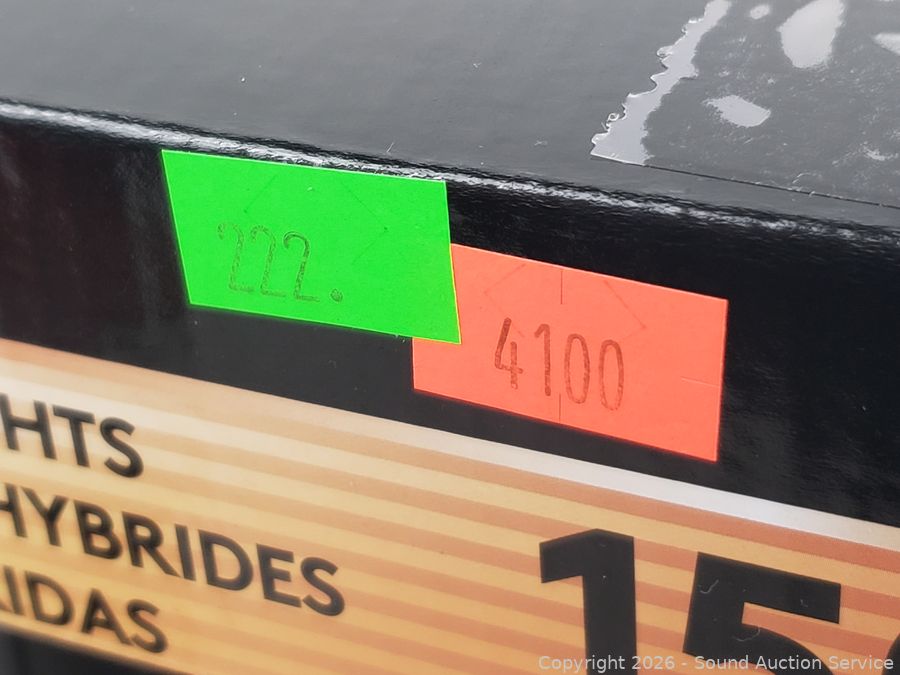 222.
4100
HTS
HYBRIDES
IDAS
15
Copyright © 2026 - Sound Auction Service